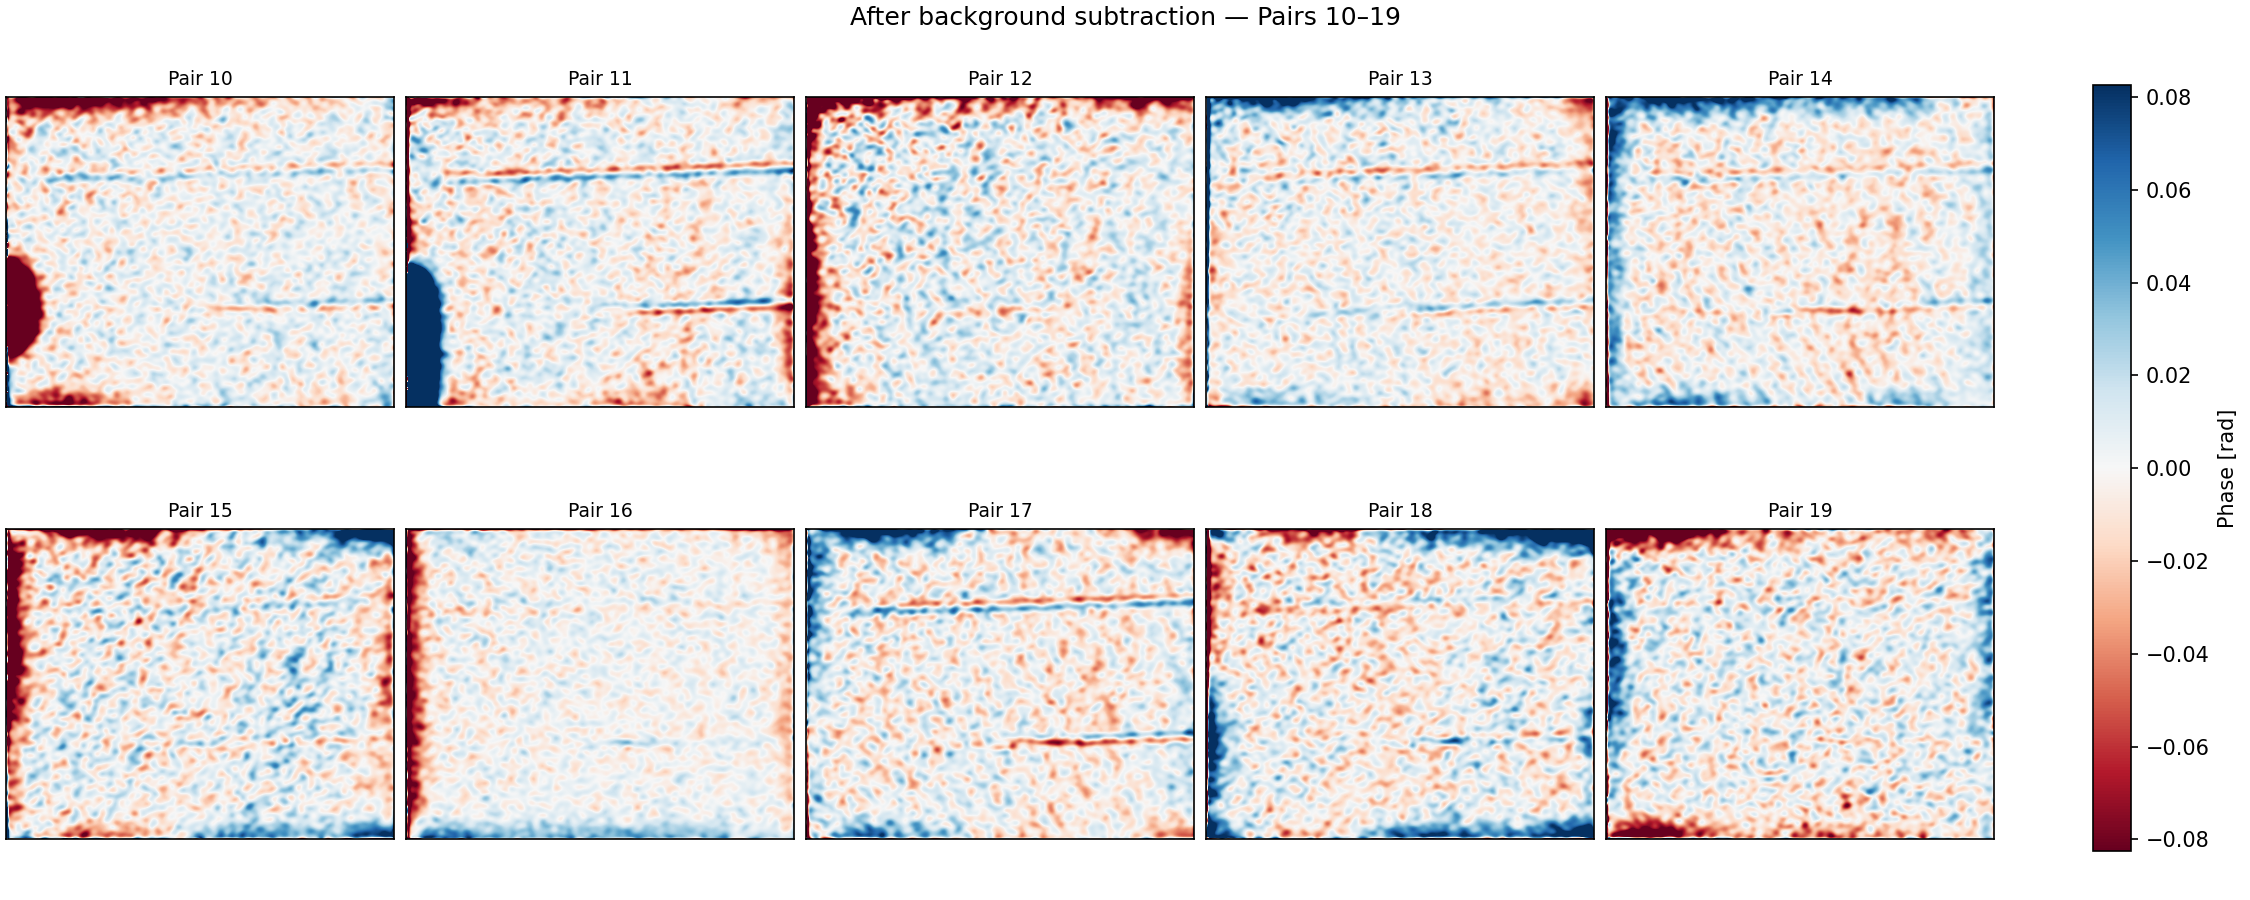 After background subtraction — Pairs 10–19
Pair 10
Pair 11
Pair 12
Pair 13
Pair 14
Pair 15
Pair 16
Pair 17
Pair 18
Pair 19
0.08
0.06
0.04
0.02
0.00
−0.02
−0.04
−0.06
−0.08
Phase [rad]